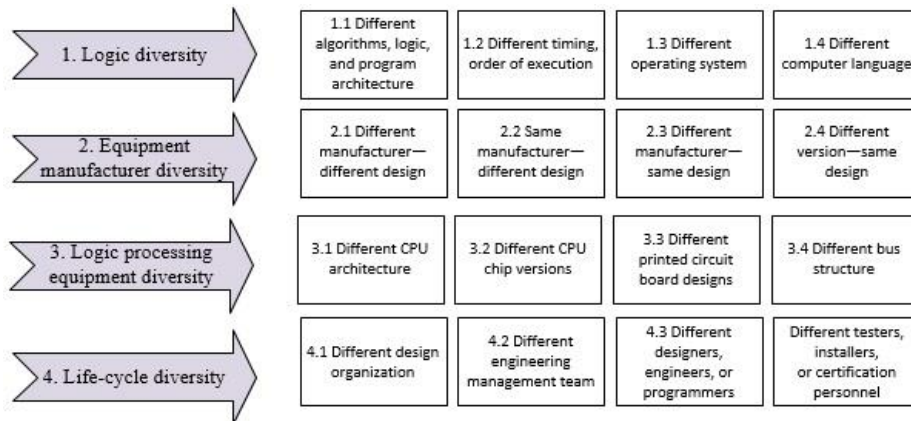 1. Logic diversity
1.1 Different
algorithms, logic,
and program
architecture
1.2 Different timing,
order of execution
1.3 Different
operating system
1.4 Different
computer language
2. Equipment
manufacturer diversity
2.1 Different
manufacturer—
different design
2.2 Same
manufacturer—
different design
2.3 Different
manufacturer—
same design
2.4 Different
version—same
design
3. Logic processing
equipment diversity
3.1 Different CPU
architecture
3.2 Different CPU
chip versions
3.3 Different
printed circuit
board designs
3.4 Different bus
structure
4. Life-cycle diversity
4.1 Different design
organization
4.2 Different
engineering
management team
4.3 Different
designers,
engineers, or
programmers
Different testers,
installers,
or certification
personnel